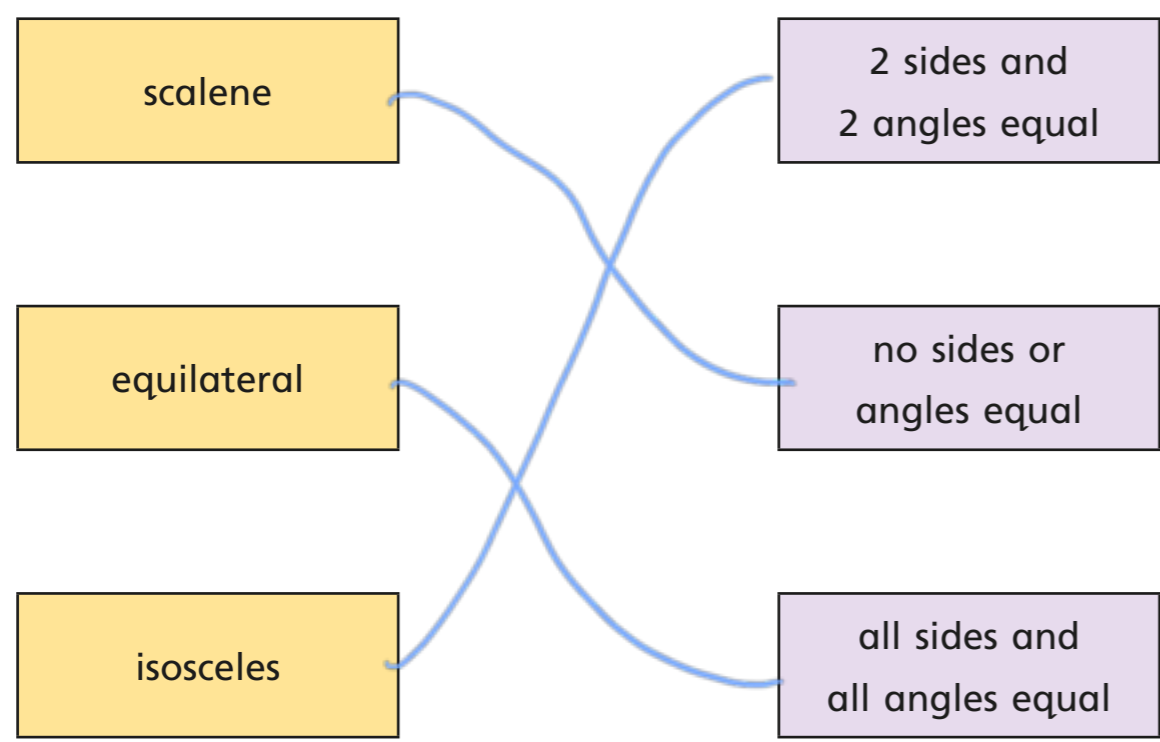 scalene
2 sides and
2 angles equal
equilateral
no sides or
angles equal
isosceles
all sides and
all angles equal